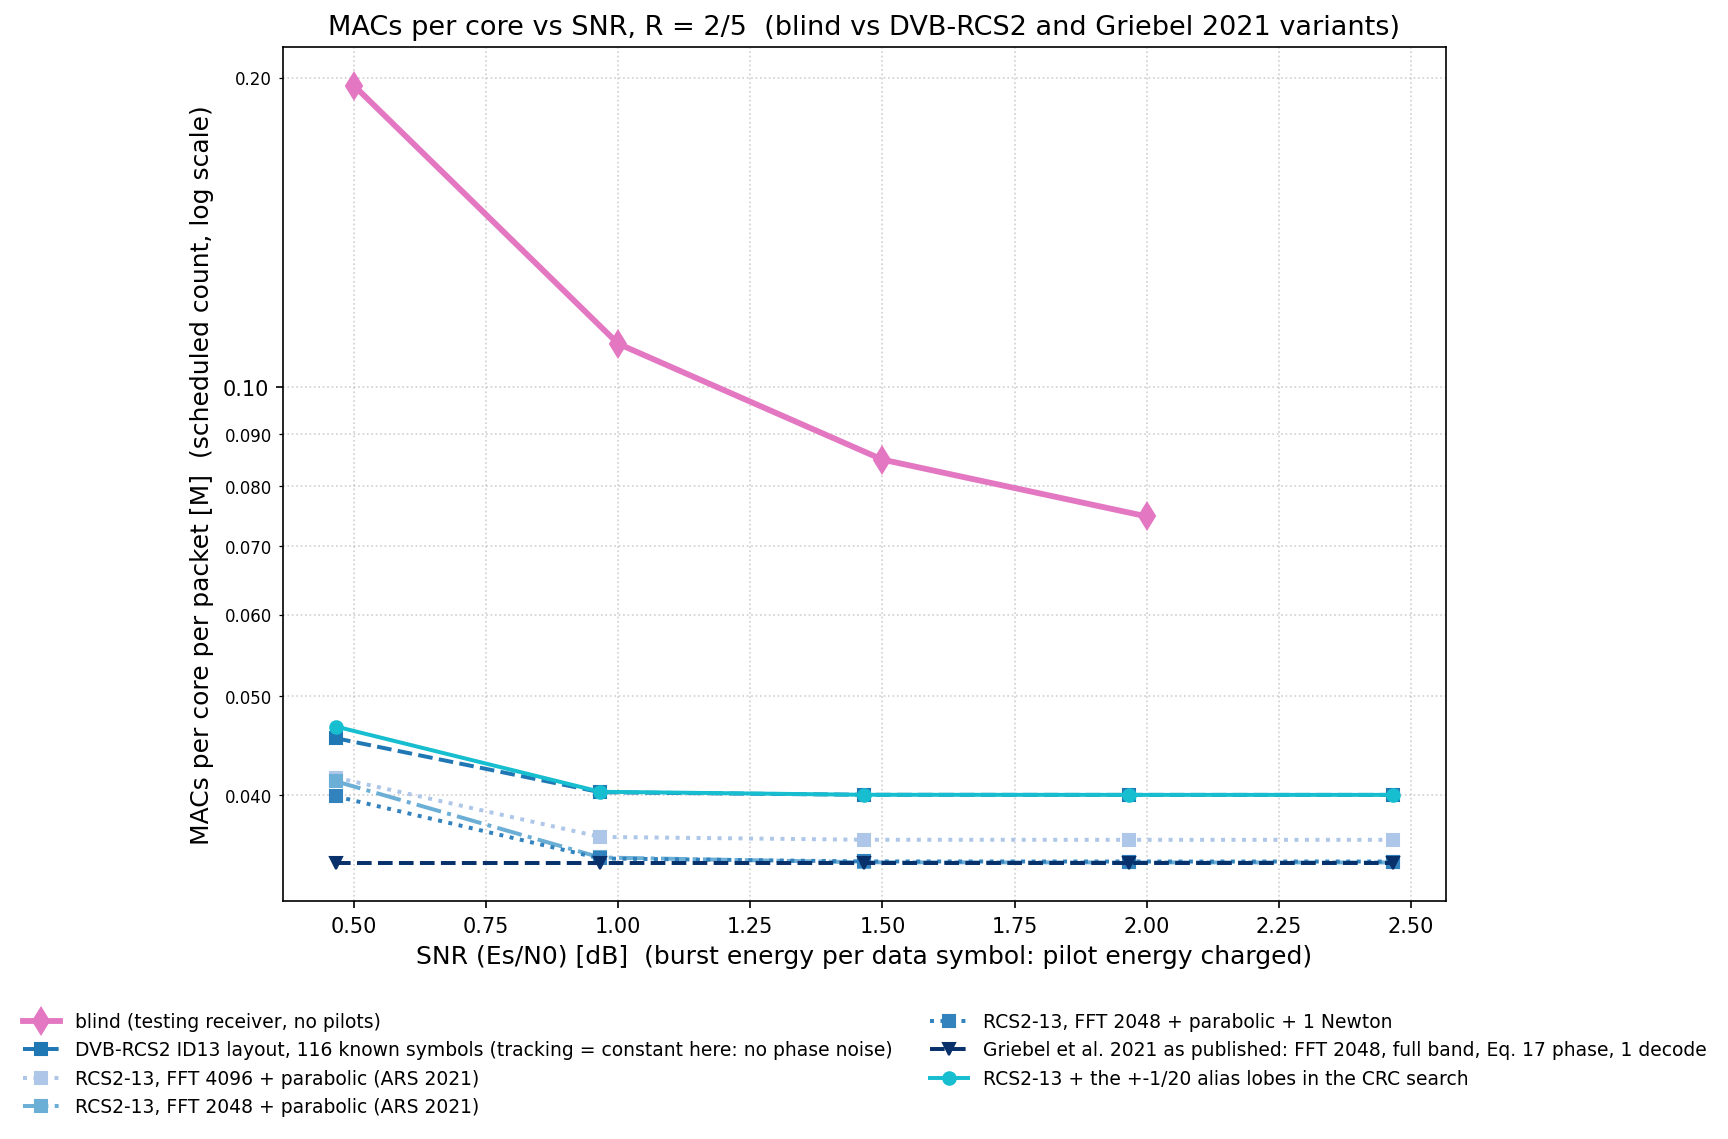 MACs per core vs SNR, R = 2/5  (blind vs DVB-RCS2 and Griebel 2021 variants)
MACs per core per packet [M]  (scheduled count, log scale)
0.20
0.10
0.090
0.080
0.070
0.060
0.050
0.040
0.50 0.75 1.00 1.25 1.50 1.75 2.00 2.25 2.50
SNR (Es/N0) [dB]  (burst energy per data symbol: pilot energy charged)
blind (testing receiver, no pilots)
DVB-RCS2 ID13 layout, 116 known symbols (tracking = constant here: no phase noise)
RCS2-13, FFT 4096 + parabolic (ARS 2021)
RCS2-13, FFT 2048 + parabolic (ARS 2021)
RCS2-13, FFT 2048 + parabolic + 1 Newton
Griebel et al. 2021 as published: FFT 2048, full band, Eq. 17 phase, 1 decode
RCS2-13 + the +-1/20 alias lobes in the CRC search